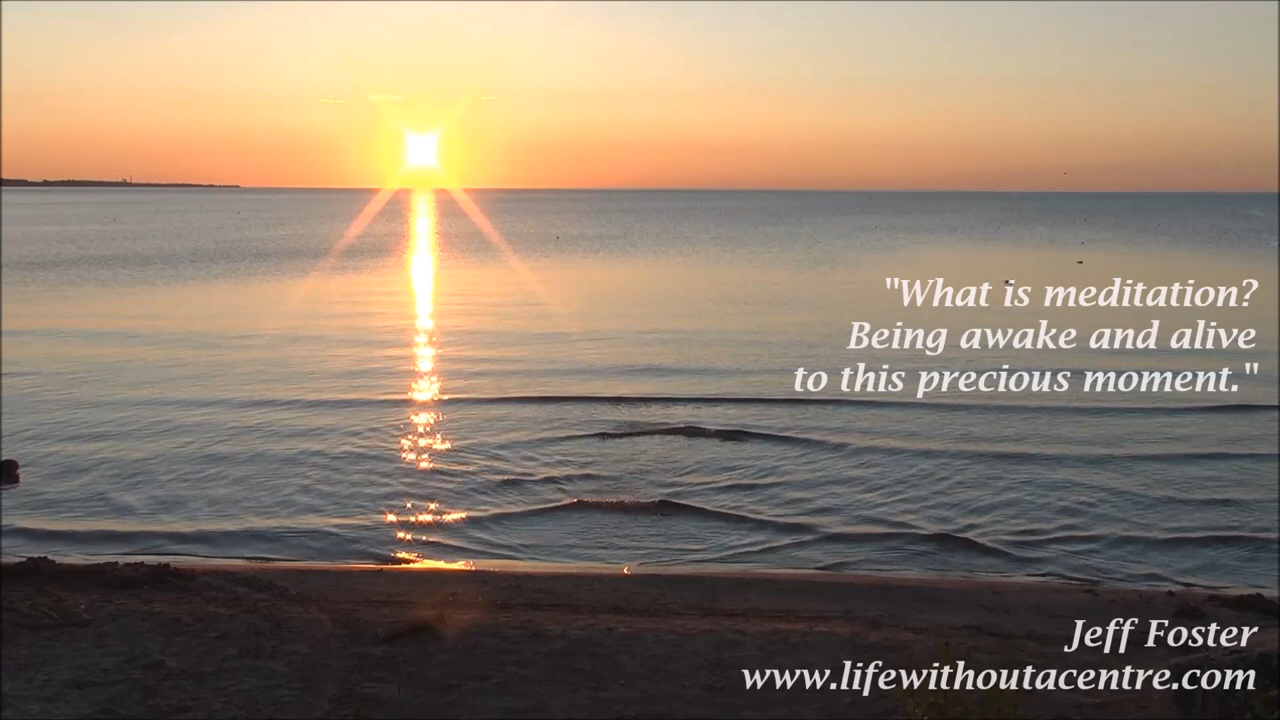 "What is meditation?
Being awake and alive
to this precious moment."
Jeff Foster
www.lifewithoutacentre.com